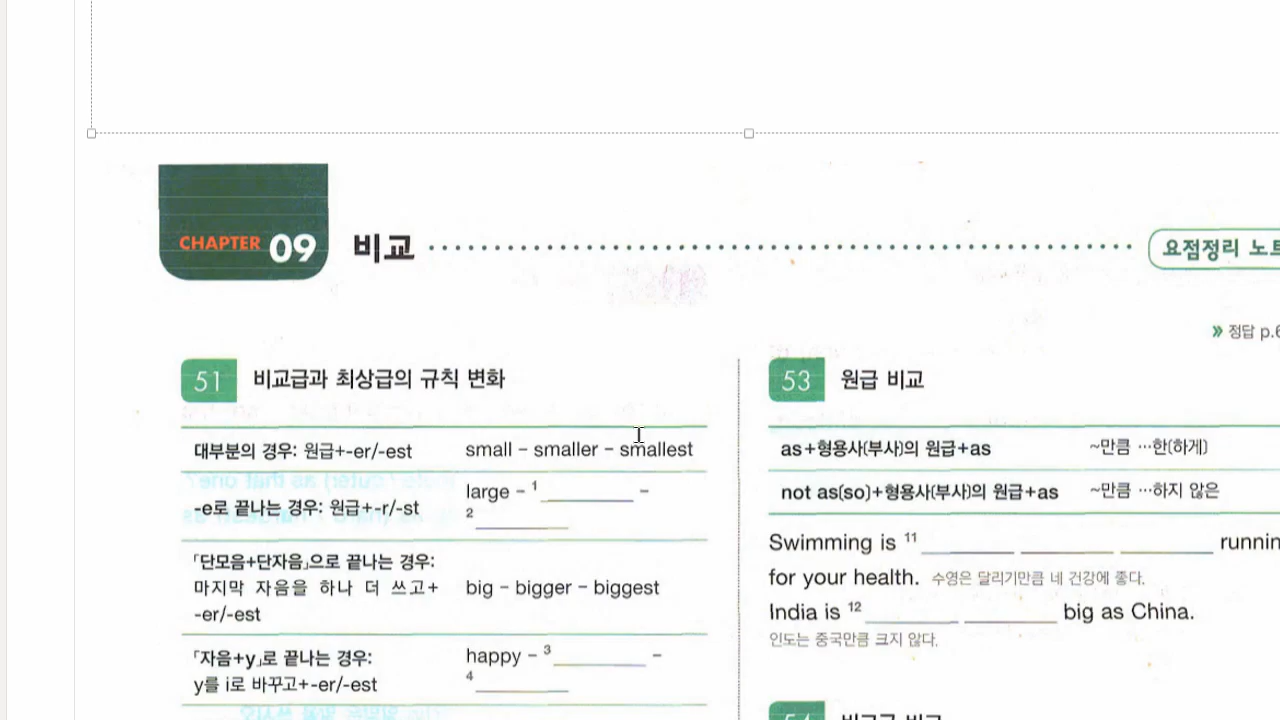 CHAPTER 09 비교
요점정리
정답
51 비교급과 최상급의 규칙 변화
대부분의 경우: 원급+-er/-est small – smaller – smallest
-e로 끝나는 경우: 원급+-r/-st large – 1 –
2
「단모음+단자음」으로 끝나는 경우:
마지막 자음을 하나 더 쓰고+
-er/-est big – bigger – biggest
「자음+y」로 끝나는 경우: happy – 3 –
y를 i로 바꾸고+-er/-est 4
53 원급 비교
as+형용사(부사)의 원급+as ~만큼 …한(하게)
not as(so)+형용사(부사)의 원급+as ~만큼 …하지 않은
Swimming is 11
for your health. 수영은 달리기만큼 네 건강에 좋다.
India is 12 big as China.
인도는 중국만큼 크지 않다.